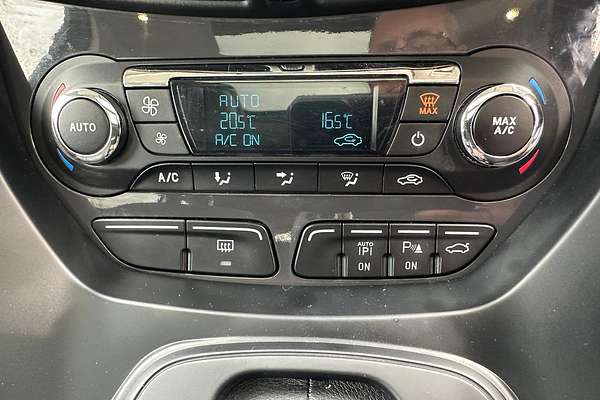 AUTO
20.5°C 16.5°C
A/C ON
MAX
AUTO
MAX
A/C
A/C
AUTO
P
ON
P
ON